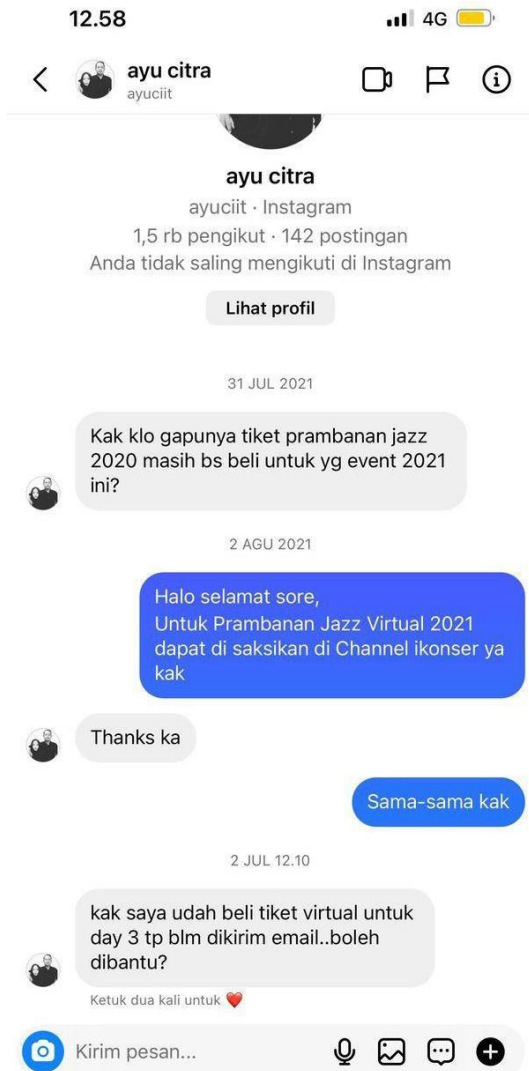 12.58
4G
ayu citra
ayuciit
ayu citra
ayuciit · Instagram
1,5 rb pengikut · 142 postingan
Anda tidak saling mengikuti di Instagram
Lihat profil
31 JUL 2021
Kak klo gapunya tiket prambanan jazz
2020 masih bs beli untuk yg event 2021
ini?
2 AGU 2021
Halo selamat sore,
Untuk Prambanan Jazz Virtual 2021
dapat di saksikan di Channel ikonser ya
kak
Thanks ka
Sama-sama kak
2 JUL 12.10
kak saya udah beli tiket virtual untuk
day 3 tp blm dikirim email..boleh
dibantu?
Ketuk dua kali untuk ❤️
Kirim pesan...